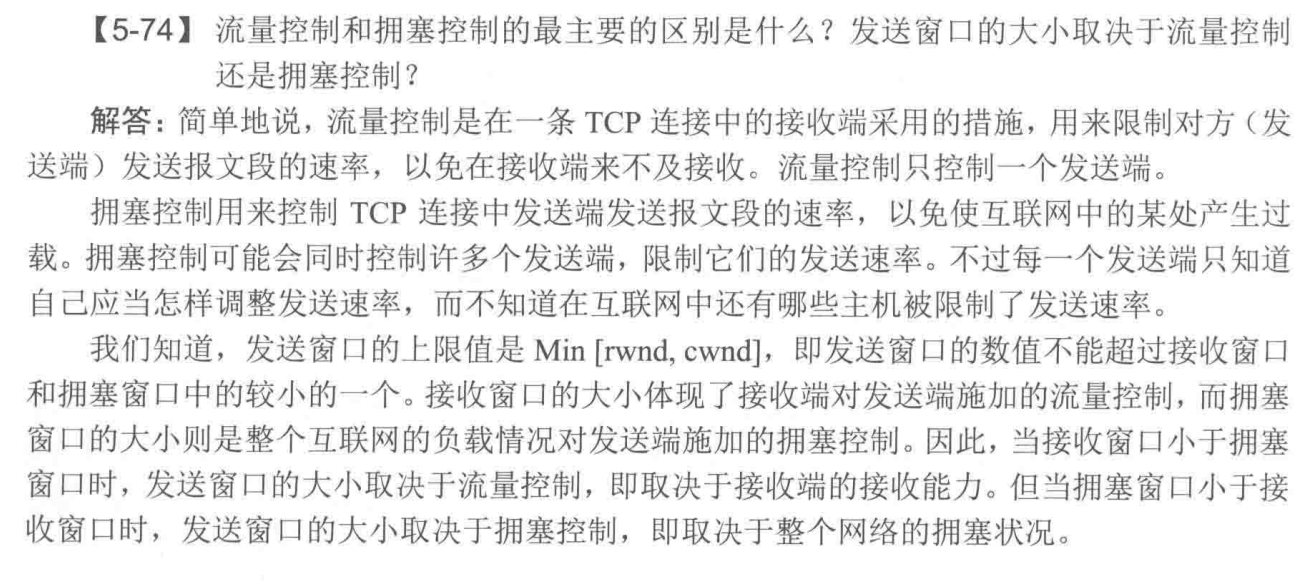 【5-74】 流量控制和拥塞控制的最主要的区别是什么？发送窗口的大小取决于流量控制
还是拥塞控制？
解答：简单地说，流量控制是在一条 TCP 连接中的接收端采用的措施，用来限制对方（发
送端）发送报文段的速率，以免在接收端来不及接收。流量控制只控制一个发送端。
拥塞控制用来控制 TCP 连接中发送端发送报文段的速率，以免使互联网中的某处产生过
载。拥塞控制可能会同时控制许多个发送端，限制它们的发送速率。不过每一个发送端只知道
自己应当怎样调整发送速率，而不知道在互联网中还有哪些主机被限制了发送速率。
我们知道，发送窗口的上限值是 Min [rwnd, cwnd]，即发送窗口的数值不能超过接收窗口
和拥塞窗口中的较小的一个。接收窗口的大小体现了接收端对发送端施加的流量控制，而拥塞
窗口的大小则是整个互联网的负载情况对发送端施加的拥塞控制。因此，当接收窗口小于拥塞
窗口时，发送窗口的大小取决于流量控制，即取决于接收端的接收能力。但当拥塞窗口小于接
收窗口时，发送窗口的大小取决于拥塞控制，即取决于整个网络的拥塞状况。